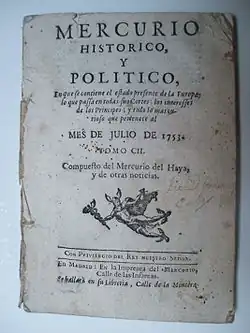 MERCURIO
HISTORICO,
Y
POLITICO,
En que se contiene el estado presente de la Europa,
lo que passa en todas sus Cortes, los interesses
de los Principes, y todo lo mas cu-
rioso que pertenece al
MES DE JULIO DE 1753.
TOMO CII.
Compuesto del Mercurio del Haya,
y de otras noticias.
CON PRIVILEGIO DEL REY NUESTRO SEÑOR.
EN MADRID: En la Imprenta del MERCURIO,
Calle de las Infantas.
Se hallará en su Libreria, Calle de la Montera.